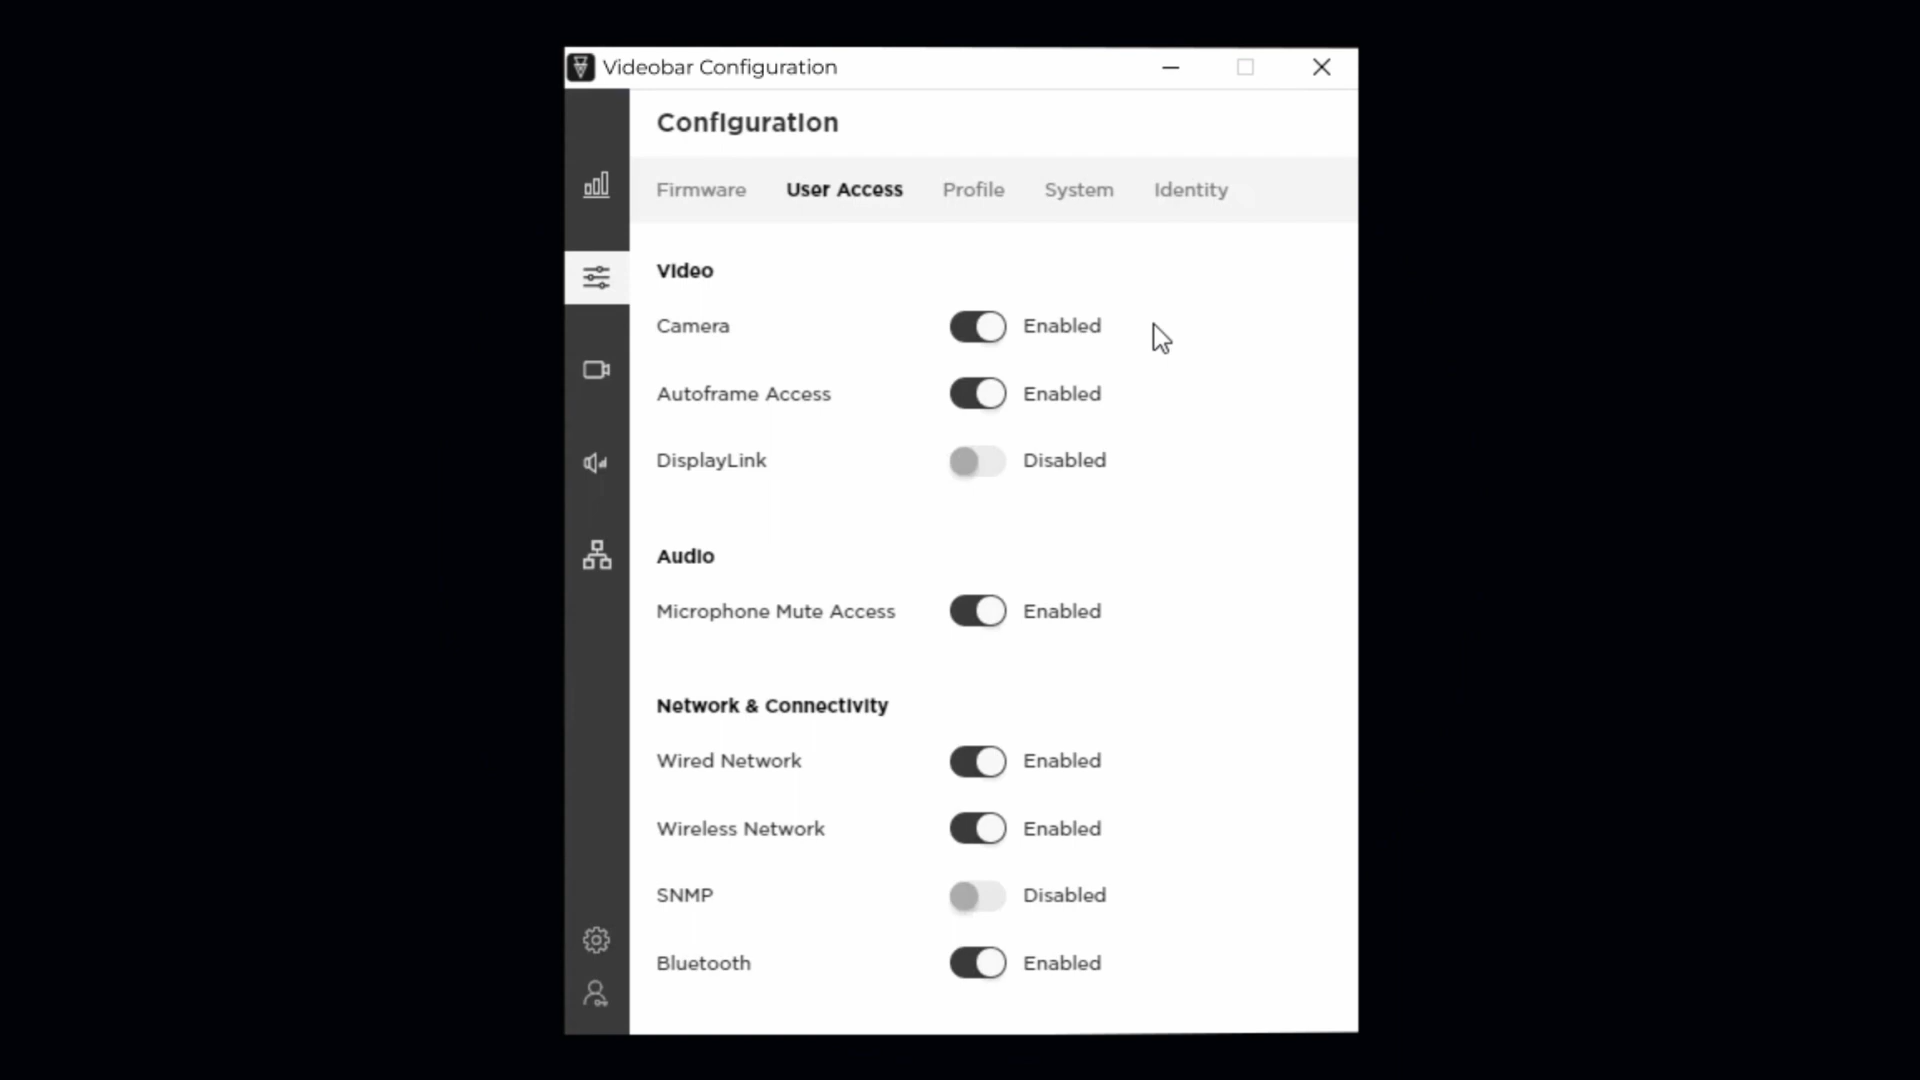 Videobar Configuration
Configuration
Firmware User Access Profile System Identity
Video
Camera Enabled
Autoframe Access Enabled
DisplayLink Disabled
Audio
Microphone Mute Access Enabled
Network & Connectivity
Wired Network Enabled
Wireless Network Enabled
SNMP Disabled
Bluetooth Enabled